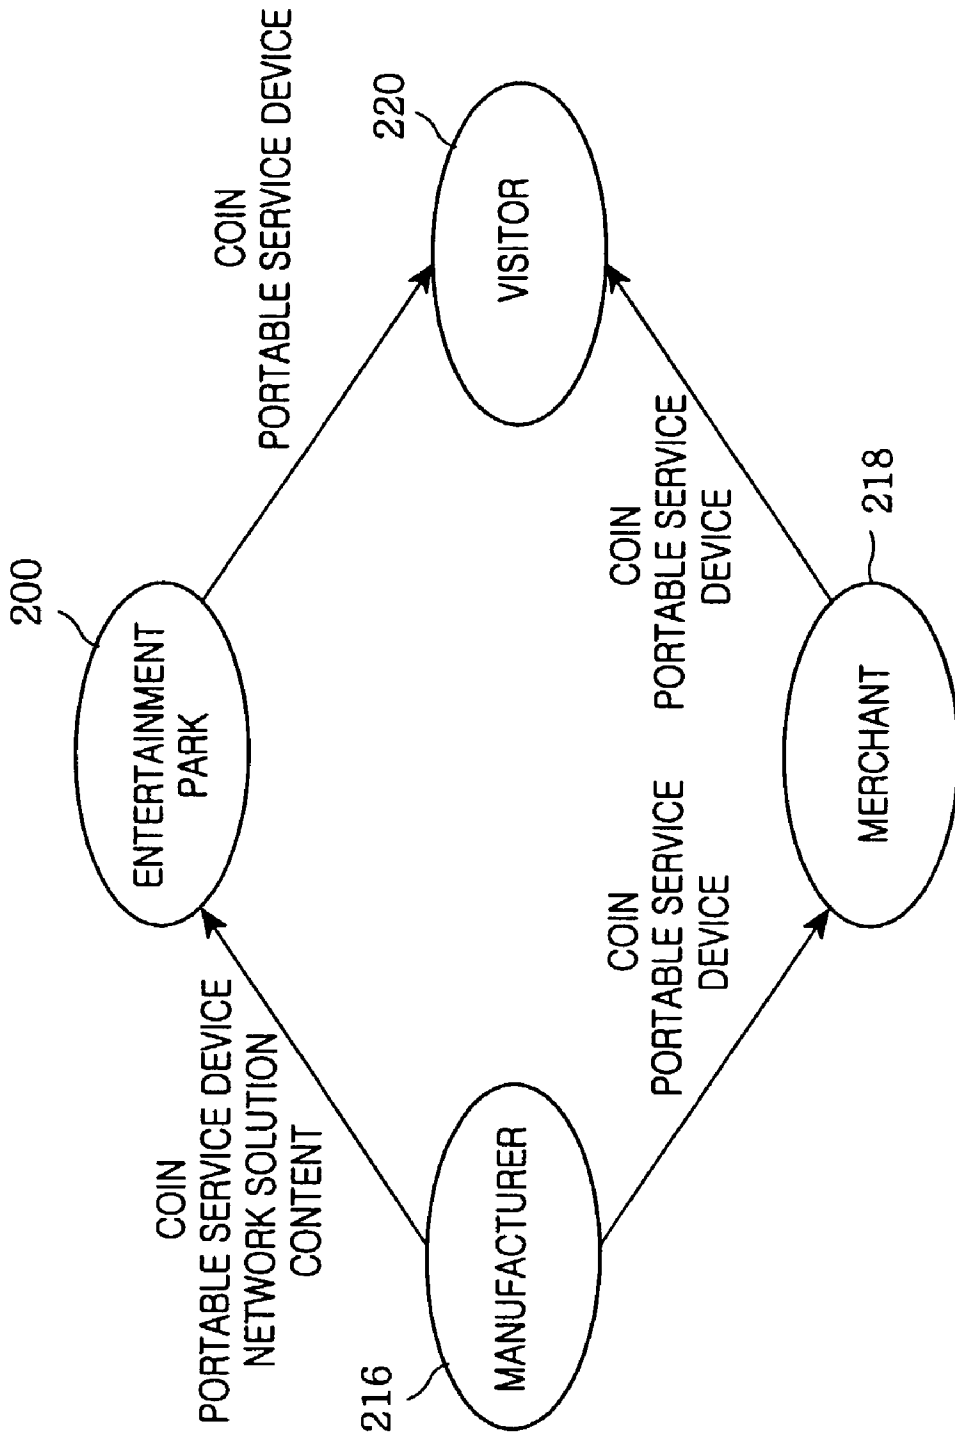 200
ENTERTAINMENT
PARK
COIN
PORTABLE SERVICE DEVICE
NETWORK SOLUTION
CONTENT
COIN
PORTABLE SERVICE DEVICE
216
MANUFACTURER
220
VISITOR
COIN
PORTABLE SERVICE
DEVICE
COIN
PORTABLE SERVICE
DEVICE
MERCHANT
218